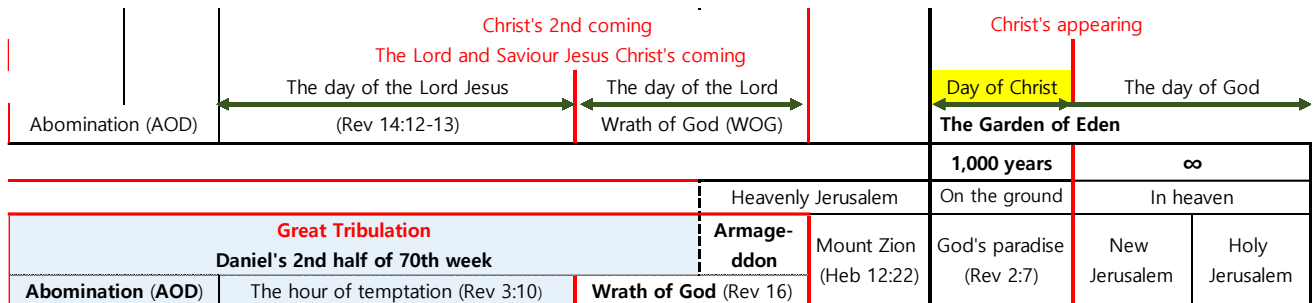 Christ's 2nd coming
Christ's appearing
The Lord and Saviour Jesus Christ's coming
The day of the Lord Jesus
The day of the Lord
Day of Christ
The day of God
Abomination (AOD)
(Rev 14:12-13)
Wrath of God (WOG)
The Garden of Eden
1,000 years
∞
Heavenly Jerusalem
On the ground
In heaven
Great Tribulation
Daniel's 2nd half of 70th week
Armage-
ddon
Mount Zion
(Heb 12:22)
God's paradise
(Rev 2:7)
New
Jerusalem
Holy
Jerusalem
Abomination (AOD)
The hour of temptation (Rev 3:10)
Wrath of God (Rev 16)